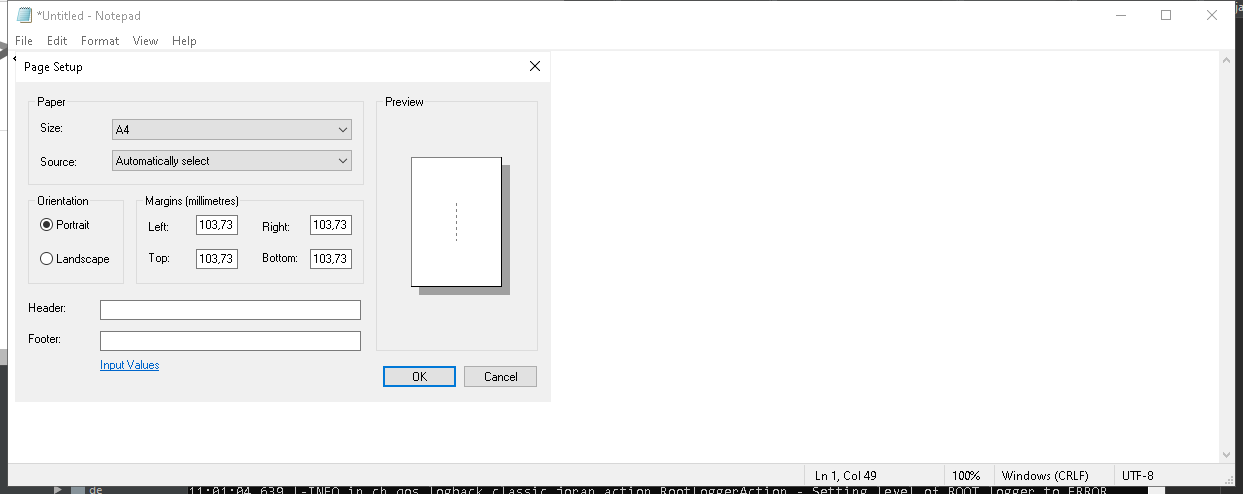 *Untitled - Notepad
File Edit Format View Help
Page Setup
Paper
Size: A4
Source: Automatically select
Preview
Orientation
Portrait
Landscape
Margins (millimetres)
Left: 103,73 Right: 103,73
Top: 103,73 Bottom: 103,73
Header:
Footer:
Input Values
OK Cancel
Ln 1, Col 49 100% Windows (CRLF) UTF-8
de 11:01:04,639 |-INFO in ch.qos.logback.classic.joran.action.RootLoggerAction - Setting level of ROOT logger to ERROR